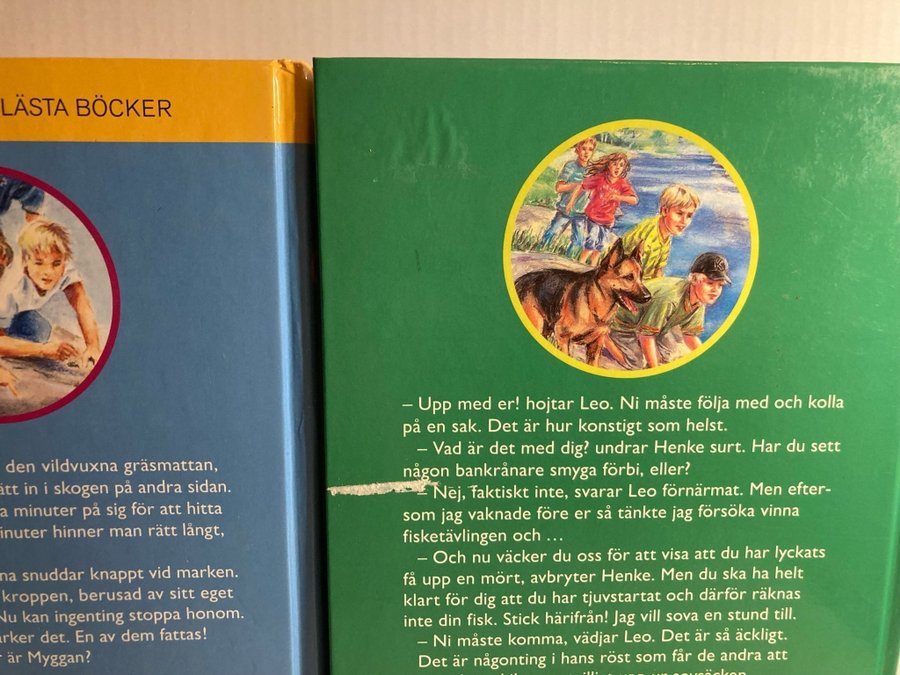 LÄSTA BÖCKER
den vildvuxna gräsmattan,
ätt in i skogen på andra sidan.
a minuter på sig för att hitta
inuter hinner man rätt långt,
na snuddar knappt vid marken.
kroppen, berusad av sitt eget
Nu kan ingenting stoppa honom.
rker det. En av dem fattas!
r är Myggan?
– Upp med er! hojtar Leo. Ni måste följa med och kolla
på en sak. Det är hur konstigt som helst.
– Vad är det med dig? undrar Henke surt. Har du sett
någon bankrånare smyga förbi, eller?
– Nej, faktiskt inte, svarar Leo förnärmat. Men efter-
som jag vaknade före er så tänkte jag försöka vinna
fisketävlingen och ...
– Och nu väcker du oss för att visa att du har lyckats
få upp en mört, avbryter Henke. Men du ska ha helt
klart för dig att du har tjuvstartat och därför räknas
inte din fisk. Stick härifrån! Jag vill sova en stund till.
– Ni måste komma, vädjar Leo. Det är så äckligt.
Det är någonting i hans röst som får de andra att